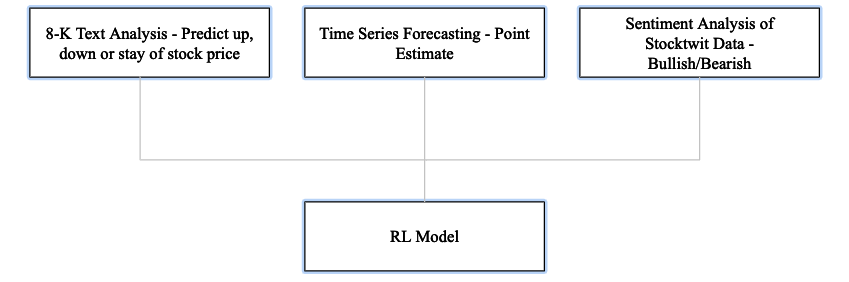 8-K Text Analysis - Predict up,
down or stay of stock price
Time Series Forecasting - Point
Estimate
Sentiment Analysis of
Stocktwit Data -
Bullish/Bearish
RL Model